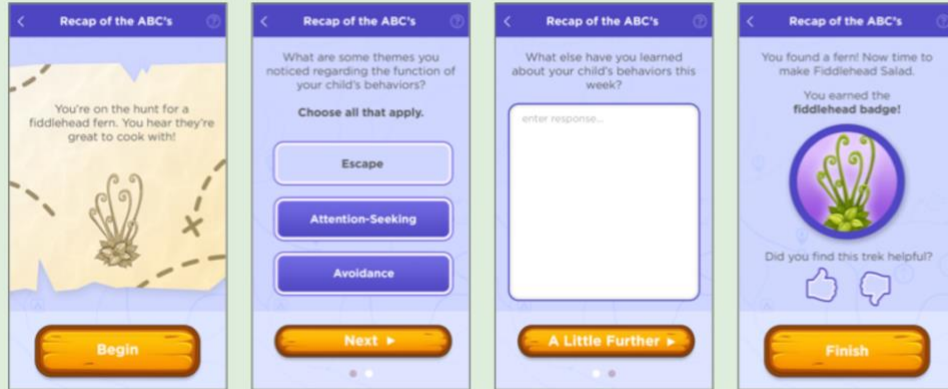 Recap of the ABC's
?
You're on the hunt for a
fiddlehead fern. You hear they're
great to cook with!
Begin
Recap of the ABC's
?
What are some themes you
noticed regarding the function of
your child's behaviors?
Choose all that apply.
Escape
Attention-Seeking
Avoidance
Next
Recap of the ABC's
?
What else have you learned
about your child's behaviors this
week?
enter response...
A Little Further
Recap of the ABC's
?
You found a fern! Now time to
make Fiddlehead Salad.
You earned the
fiddlehead badge!
Did you find this trek helpful?
Finish